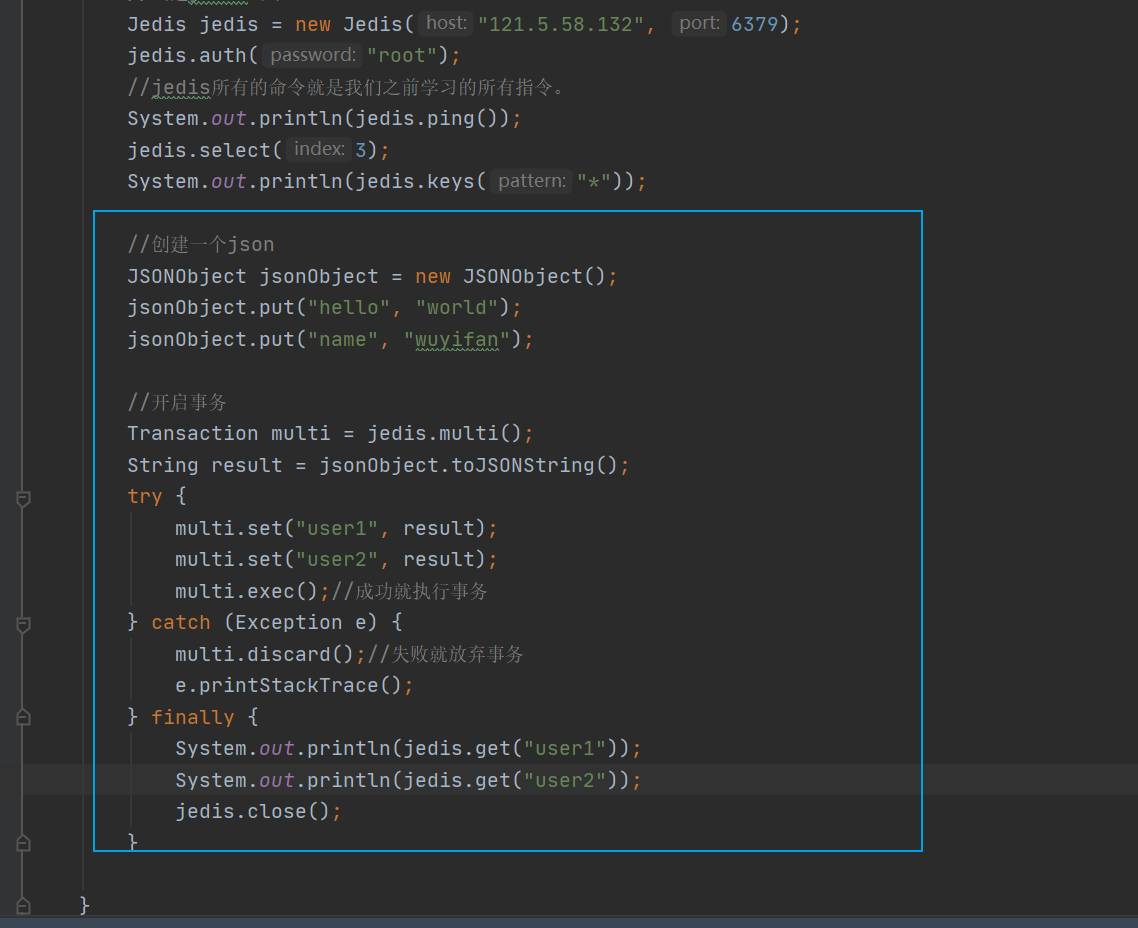 Jedis jedis = new Jedis( host: "121.5.58.132", port: 6379);
jedis.auth( password: "root");
//jedis所有的命令就是我们之前学习的所有指令。
System.out.println(jedis.ping());
jedis.select( index: 3);
System.out.println(jedis.keys( pattern: "*"));
//创建一个json
JSONObject jsonObject = new JSONObject();
jsonObject.put("hello", "world");
jsonObject.put("name", "wuyifan");
//开启事务
Transaction multi = jedis.multi();
String result = jsonObject.toJSONString();
try {
multi.set("user1", result);
multi.set("user2", result);
multi.exec();//成功就执行事务
} catch (Exception e) {
multi.discard();//失败就放弃事务
e.printStackTrace();
} finally {
System.out.println(jedis.get("user1"));
System.out.println(jedis.get("user2"));
jedis.close();
}
}